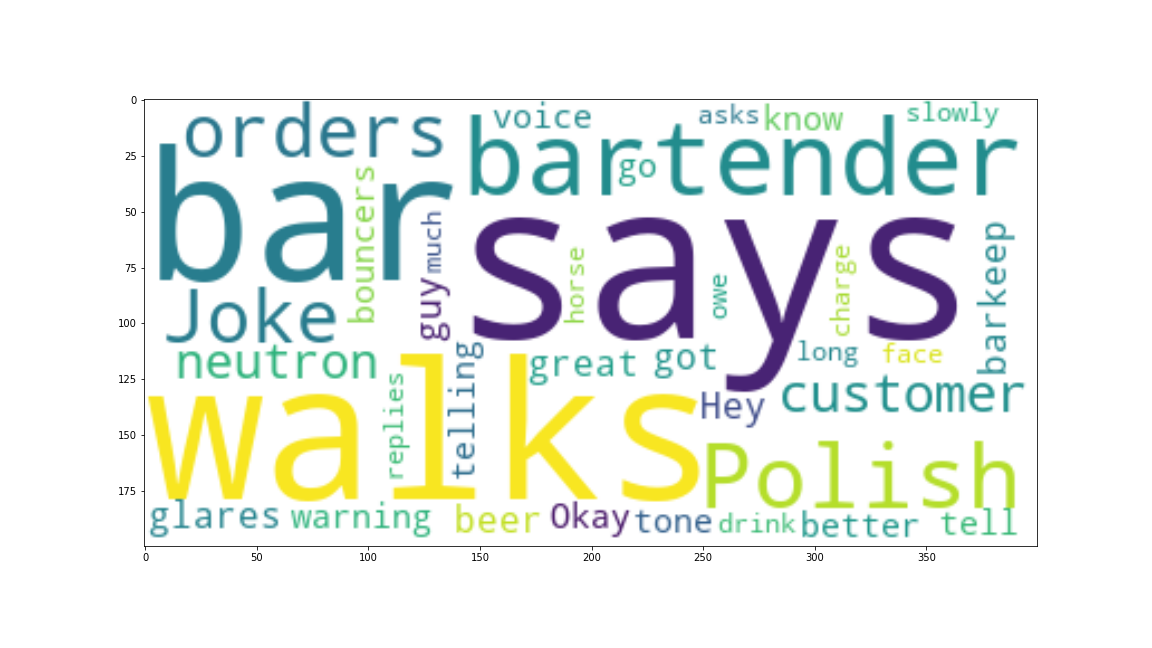 0
25
50
75
100
125
150
175
orders
voice
asks
know
slowly
bartender
go
bar
bouncers
much
says
guy
horse
owe
charge
barkeep
Joke
neutron
telling
great
got
long
face
walks
replies
Hey
customer
Polish
glares
warning
beer
Okay
tone
drink
better
tell
0 50 100 150 200 250 300 350